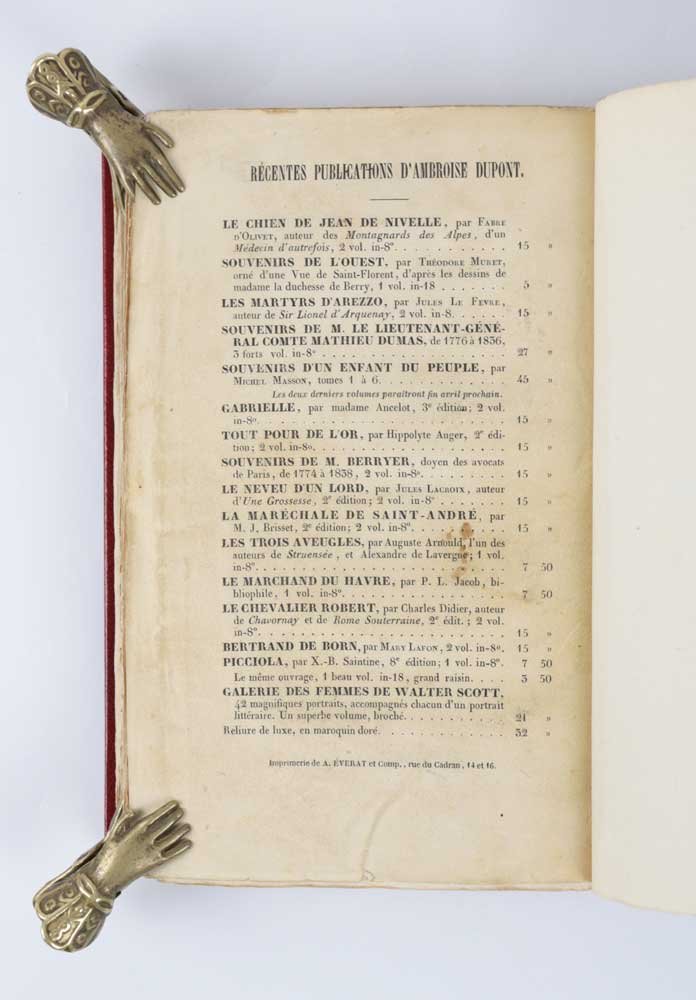 RÉCENTES PUBLICATIONS D'AMBROISE DUPONT.
LE CHIEN DE JEAN DE NIVELLE, par FABRE
D'OLIVET, auteur des Montagnards des Alpes, d'un
Médecin d'autrefois, 2 vol. in-8º. . . . . . . . . . . . 15 »
SOUVENIRS DE L'OUEST, par THÉODORE MURET,
orné d'une Vue de Saint-Florent, d'après les dessins de
madame la duchesse de Berry, 1 vol. in-18 . . . . . . . 5 »
LES MARTYRS D'AREZZO, par JULES LE FEVRE,
auteur de Sir Lionel d'Arquenay, 2 vol. in-8. . . . . . 15 »
SOUVENIRS DE M. LE LIEUTENANT-GÉNÉ-
RAL COMTE MATHIEU DUMAS, de 1776 à 1836,
3 forts vol. in-8º . . . . . . . . . . . . . . . . . . 27 »
SOUVENIRS D'UN ENFANT DU PEUPLE, par
MICHEL MASSON, tomes 1 à 6. . . . . . . . . . . . . . 45 »
Les deux derniers volumes paraîtront fin avril prochain.
GABRIELLE, par madame Ancelot, 3e édition; 2 vol.
in-8º. . . . . . . . . . . . . . . . . . . . . . . . 15 »
TOUT POUR DE L'OR, par Hippolyte Auger, 2e édi-
tion; 2 vol. in-8º. . . . . . . . . . . . . . . . . . . 15 »
SOUVENIRS DE M. BERRYER, doyen des avocats
de Paris, de 1774 à 1838, 2 vol. in-8º. . . . . . . . . 15 »
LE NEVEU D'UN LORD, par JULES LACROIX, auteur
d'Une Grossesse, 2e édition; 2 vol. in-8º . . . . . . . 15 »
LA MARÉCHALE DE SAINT-ANDRÉ, par
M. J. Brisset, 2e édition; 2 vol. in-8º. . . . . . . . . 15 »
LES TROIS AVEUGLES, par Auguste Arnould, l'un des
auteurs de Struensée, et Alexandre de Lavergne; 1 vol.
in-8º. . . . . . . . . . . . . . . . . . . . . . . . 7 50
LE MARCHAND DU HAVRE, par P. L. Jacob, bi-
bliophile, 1 vol. in-8º. . . . . . . . . . . . . . . . 7 50
LE CHEVALIER ROBERT, par Charles Didier, auteur
de Chavornay et de Rome Souterraine, 2e édit.; 2 vol.
in-8º. . . . . . . . . . . . . . . . . . . . . . . . 15 »
BERTRAND DE BORN, par MARY LAFON, 2 vol. in-8º. 15 »
PICCIOLA, par X.-B. Saintine, 8e édition; 1 vol. in-8º. 7 50
Le même ouvrage, 1 beau vol. in-18, grand raisin. . . . 3 50
GALERIE DES FEMMES DE WALTER SCOTT,
42 magnifiques portraits, accompagnés chacun d'un portrait
littéraire. Un superbe volume, broché. . . . . . . . . . 21 »
Reliure de luxe, en maroquin doré. . . . . . . . . . . . 32 »
Imprimerie de A. ÉVERAT et Comp., rue du Cadran, 14 et 16.